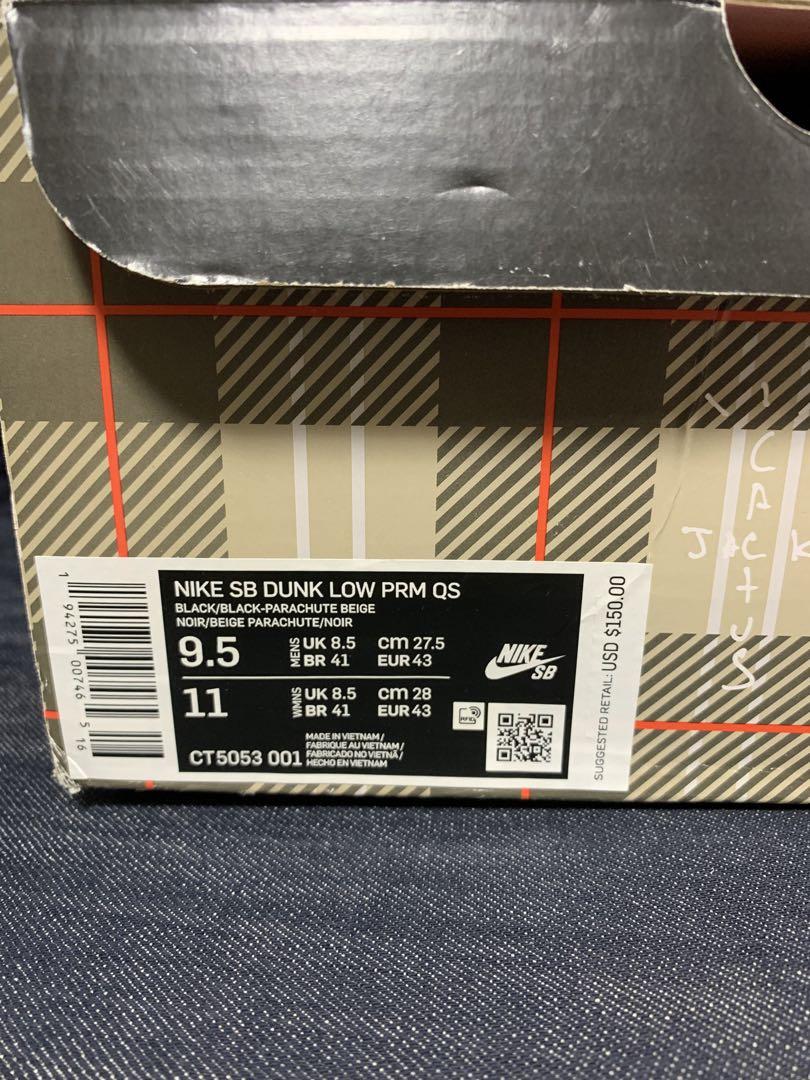 NIKE SB DUNK LOW PRM QS
BLACK/BLACK-PARACHUTE BEIGE
NOIR/BEIGE PARACHUTE/NOIR
9.5 MENS UK 8.5 cm 27.5
BR 41 EUR 43
11 WMNS UK 8.5 cm 28
BR 41 EUR 43
CT5053 001
MADE IN VIETNAM /
FABRIQUE AU VIETNAM /
FABRICADO NO VIETNÃ /
HECHO EN VIETNAM
RFID
NIKE
SB
SUGGESTED RETAIL: USD $150.00
1 94275 00746 5 16
CACTUS
JACK